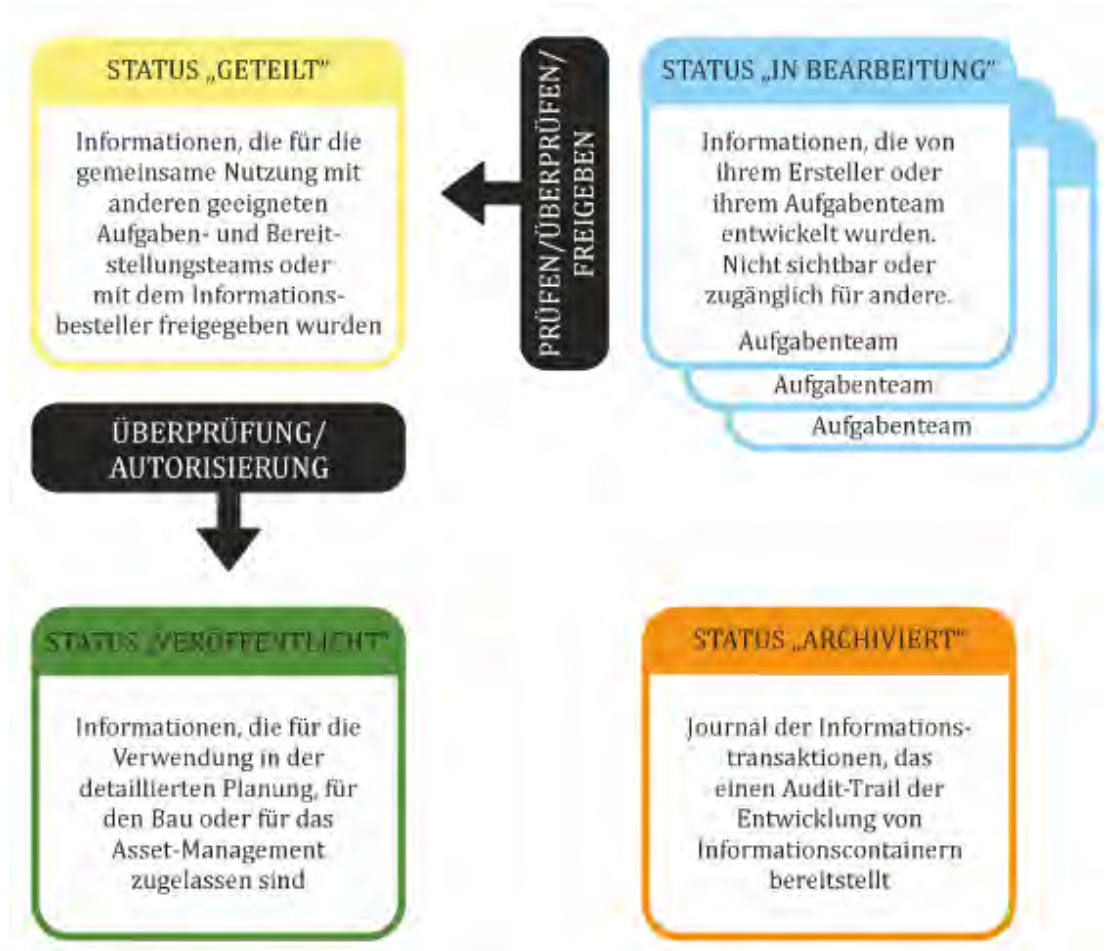 STATUS „GETEILT"
Informationen, die für die
gemeinsame Nutzung mit
anderen geeigneten
Aufgaben- und Bereit-
stellungsteams oder
mit dem Informations-
besteller freigegeben wurden
PRÜFEN/ÜBERPRÜFEN/
FREIGEBEN
STATUS „IN BEARBEITUNG"
Informationen, die von
ihrem Ersteller oder
ihrem Aufgabenteam
entwickelt wurden.
Nicht sichtbar oder
zugänglich für andere.
Aufgabenteam
Aufgabenteam
Aufgabenteam
ÜBERPRÜFUNG/
AUTORISIERUNG
STATUS „VERÖFFENTLICHT"
Informationen, die für die
Verwendung in der
detaillierten Planung, für
den Bau oder für das
Asset-Management
zugelassen sind
STATUS „ARCHIVIERT"
Journal der Informations-
transaktionen, das
einen Audit-Trail der
Entwicklung von
Informationscontainern
bereitstellt